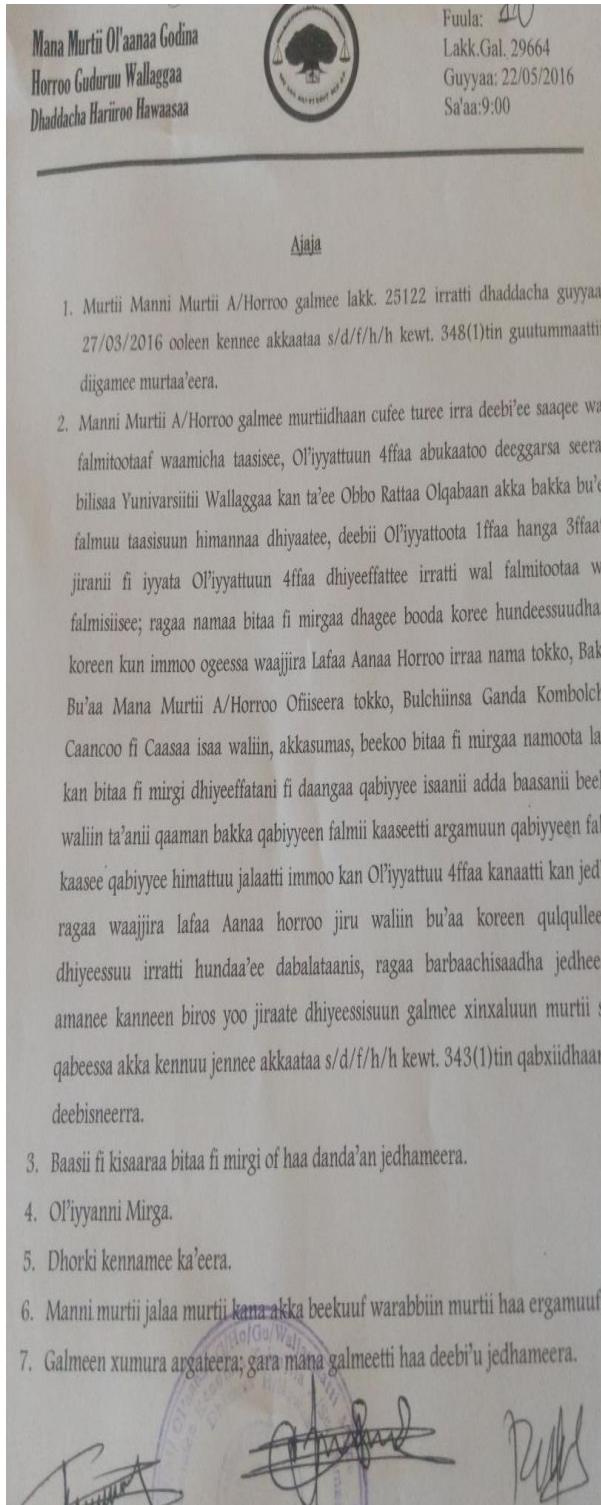 Mana Murtii Ol'aanaa Godina
Horroo Guduruu Wallaggaa
Dhaddacha Hariiroo Hawaasaa
Fuula: 10
Lakk.Gal. 29664
Guyyaa: 22/05/2016
Sa'aa:9:00
Ajaja
1. Murtii Manni Murtii A/Horroo galmee lakk. 25122 irratti dhaddacha guyyaa
27/03/2016 ooleen kennee akkaata s/d/f/h/h kewt. 348(1)tin guutummaatti
diigamee murtaa'eera.
2. Manni Murtii A/Horroo galmee murtiidhaan cufee turee irra deebi'ee saaqee wa
falmitootaaf waamicha taasisee, Ol'iyyattuun 4ffaa abukaatoo deeggarsa seera
bilisaa Yunivarsiitii Wallaggaa kan ta'ee Obbo Rattaa Olqabaan akka bakka bu'e
falmuu taasisuun himannaa dhiyaatee, deebii Ol'iyyattoota 1ffaa hanga 3ffaa
jiranii fi iyyata Ol'iyyattuun 4ffaa dhiyeeffattee irratti wal falmitootaa w
falmisiisee; ragaa namaa bitaa fi mirgaa dhagee booda koree hundeessuudha
koreen kun immoo ogeessa waajjira Lafaa Aanaa Horroo irraa nama tokko, Bak
Bu'aa Mana Murtii A/Horroo Ofiiseera tokko, Bulchiinsa Ganda Kombolch
Caancoo fi Caasaa isaa waliin, akkasumas, beekoo bitaa fi mirgaa namoota la
kan bitaa fi mirgi dhiyeeffatani fi daangaa qabiyyee isaanii adda baasanii bee
waliin ta'anii qaaman bakka qabiyyeen falmii kaaseetti argamuun qabiyyeen fal
kaasee qabiyyee himattuu jalaatti immoo kan Ol'iyyattuu 4ffaa kanaatti kan jed
ragaa waajjira lafaa Aanaa horroo jiru waliin bu'aa koreen qulqullee
dhiyeessuu irratti hundaa'ee dabalataanis, ragaa barbaachisaadha jedhee
amanee kanneen biros yoo jiraate dhiyeessisuun galmee xinxaluun murtii s
qabeessa akka kennuu jennee akkaataa s/d/f/h/h kewt. 343(1)tin qabxiidhaan
deebisneerra.
3. Baasii fi kisaaraa bitaa fi mirgi of haa danda'an jedhameera.
4. Ol'iyyanni Mirga.
5. Dhorki kennamee ka'eera.
6. Manni murtii jalaa murtii kana akka beekuuf warabbiin murtii haa ergamuuf
7. Galmeen xumura argateera; gara mana galmeetti haa deebi'u jedhameera.